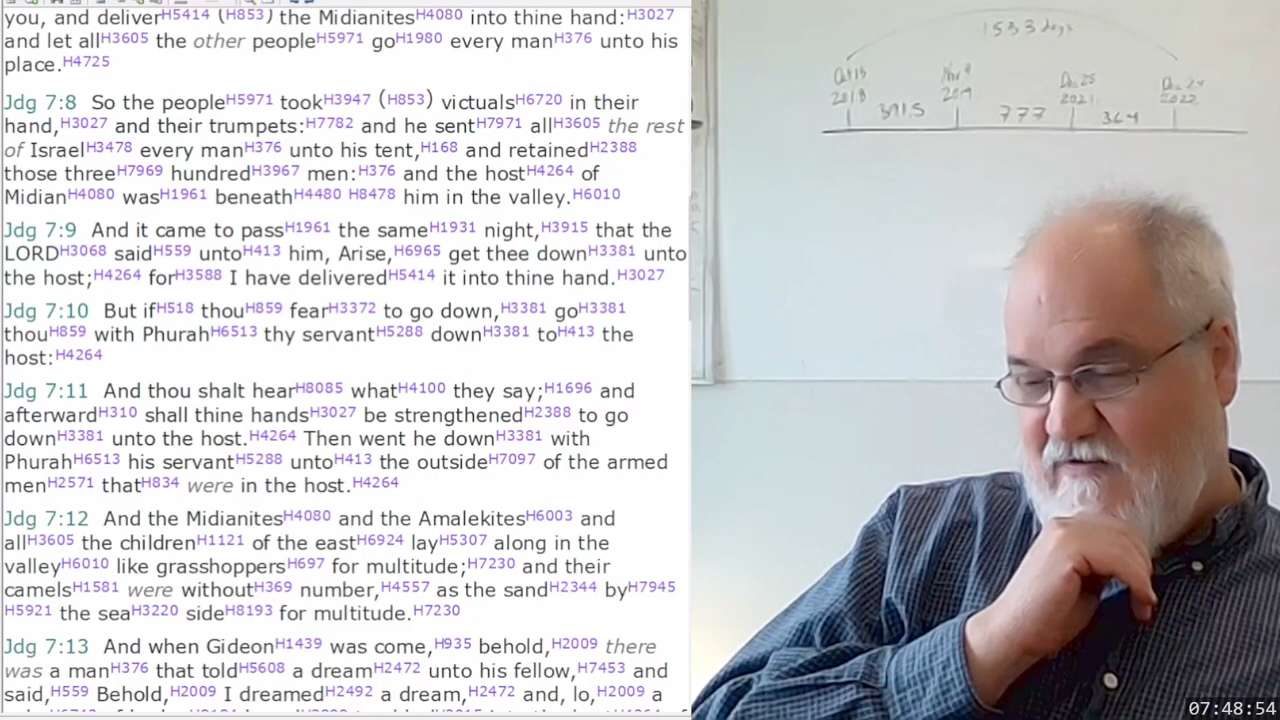 you, and deliverH5414 (H853) the MidianitesH4080 into thine hand:H3027
and let allH3605 the other peopleH5971 goH1980 every manH376 unto his
place.H4725
Jdg 7:8 So the peopleH5971 tookH3947 (H853) victualsH6720 in their
hand,H3027 and their trumpets:H7782 and he sentH7971 allH3605 the rest
of IsraelH3478 every manH376 unto his tent,H168 and retainedH2388
those threeH7969 hundredH3967 men:H376 and the hostH4264 of
MidianH4080 wasH1961 beneathH4480 H8478 him in the valley.H6010
Jdg 7:9 And it came to passH1961 the sameH1931 night,H3915 that the
LORDH3068 saidH559 untoH413 him, Arise,H6965 get thee downH3381 unto
the host;H4264 forH3588 I have deliveredH5414 it into thine hand.H3027
Jdg 7:10 But ifH518 thouH859 fearH3372 to go down,H3381 goH3381
thouH859 with PhurahH6513 thy servantH5288 downH3381 toH413 the
host:H4264
Jdg 7:11 And thou shalt hearH8085 whatH4100 they say;H1696 and
afterwardH310 shall thine handsH3027 be strengthenedH2388 to go
downH3381 unto the host.H4264 Then went he downH3381 with
PhurahH6513 his servantH5288 untoH413 the outsideH7097 of the armed
menH2571 thatH834 were in the host.H4264
Jdg 7:12 And the MidianitesH4080 and the AmalekitesH6003 and
allH3605 the childrenH1121 of the eastH6924 layH5307 along in the
valleyH6010 like grasshoppersH697 for multitude;H7230 and their
camelsH1581 were withoutH369 number,H4557 as the sandH2344 byH7945
H5921 the seaH3220 sideH8193 for multitude.H7230
Jdg 7:13 And when GideonH1439 was come,H935 behold,H2009 there
was a manH376 that toldH5608 a dreamH2472 unto his fellow,H7453 and
said,H559 Behold,H2009 I dreamedH2492 a dream,H2472 and, lo,H2009 a
1533 days
Nov 9 Dec 25
2018 2019 2021 2022
391.5 777 364
07:48:54